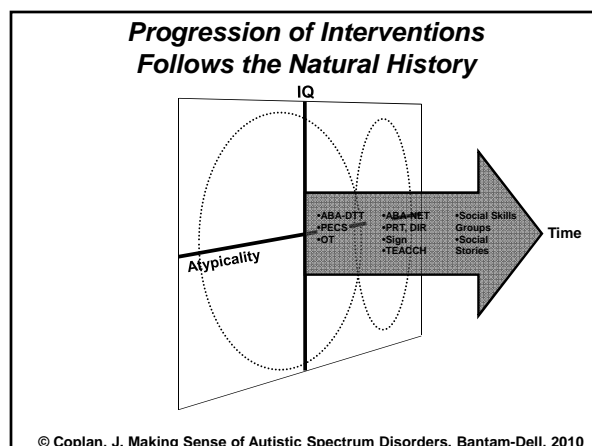 Progression of Interventions
Follows the Natural History
IQ
•ABA-DTT
•PECS
•OT
•ABA-NET
•PRT, DIR
•Sign
•TEACCH
•Social Skills
Groups
•Social
Stories
Time
Atypicality
© Coplan, J. Making Sense of Autistic Spectrum Disorders. Bantam-Dell, 2010